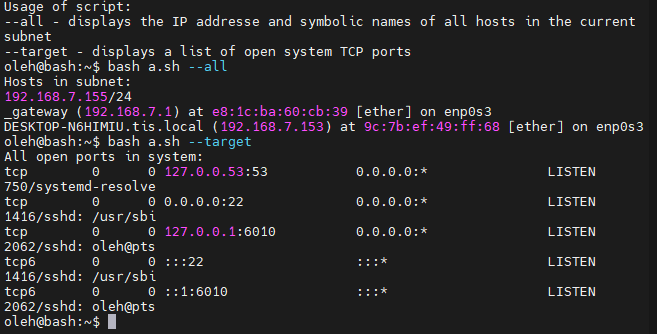 Usage of script:
--all - displays the IP addresse and symbolic names of all hosts in the current
subnet
--target - displays a list of open system TCP ports
oleh@bash:~$ bash a.sh --all
Hosts in subnet:
192.168.7.155/24
_gateway (192.168.7.1) at e8:1c:ba:60:cb:39 [ether] on enp0s3
DESKTOP-N6HIMIU.tis.local (192.168.7.153) at 9c:7b:ef:49:ff:68 [ether] on enp0s3
oleh@bash:~$ bash a.sh --target
All open ports in system:
tcp 0 0 127.0.0.53:53 0.0.0.0:* LISTEN
750/systemd-resolve
tcp 0 0 0.0.0.0:22 0.0.0.0:* LISTEN
1416/sshd: /usr/sbi
tcp 0 0 127.0.0.1:6010 0.0.0.0:* LISTEN
2062/sshd: oleh@pts
tcp6 0 0 :::22 :::* LISTEN
1416/sshd: /usr/sbi
tcp6 0 0 ::1:6010 :::* LISTEN
2062/sshd: oleh@pts
oleh@bash:~$